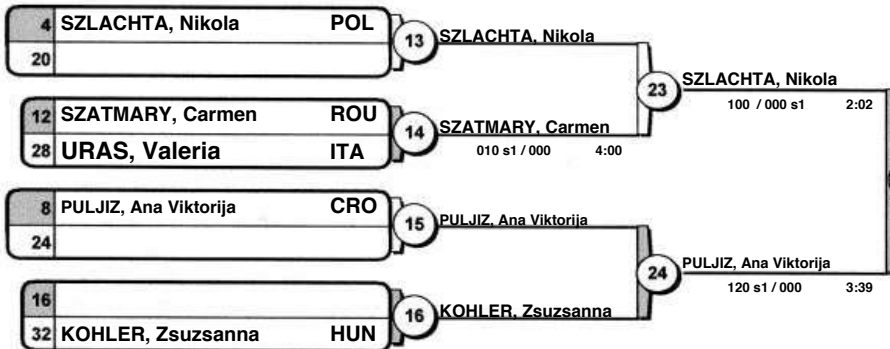 4 SZLACHTA, Nikola POL
20
13 SZLACHTA, Nikola
12 SZATMARY, Carmen ROU
28 URAS, Valeria ITA
14 SZATMARY, Carmen
010 s1 / 000 4:00
23 SZLACHTA, Nikola
100 / 000 s1 2:02
8 PULJIZ, Ana Viktorija CRO
24
15 PULJIZ, Ana Viktorija
16
32 KOHLER, Zsuzsanna HUN
16 KOHLER, Zsuzsanna
24 PULJIZ, Ana Viktorija
120 s1 / 000 3:39